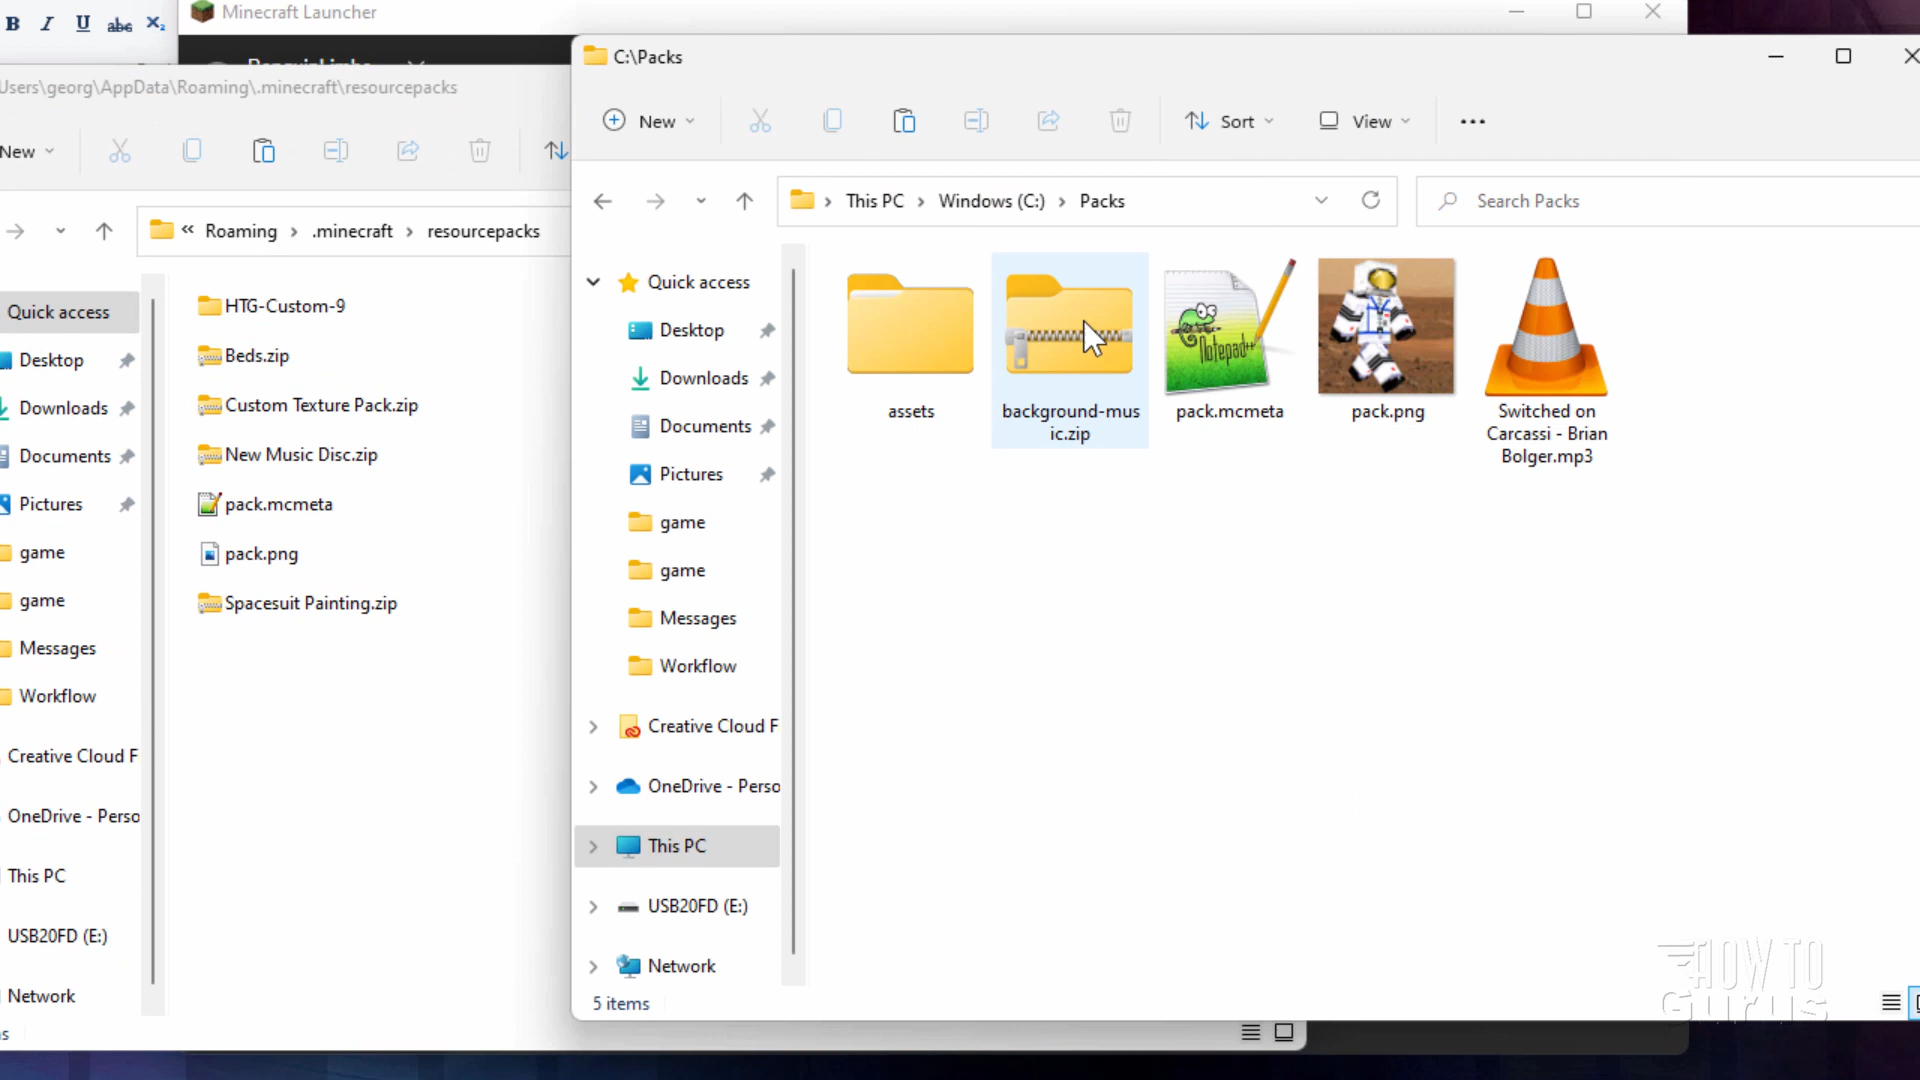 B I U abc X₂
Minecraft Launcher
Users\georg\AppData\Roaming\.minecraft\resourcepacks
New
« Roaming > .minecraft > resourcepacks
Quick access
Desktop
Downloads
Documents
Pictures
game
game
Messages
Workflow
Creative Cloud F
OneDrive - Perso
This PC
USB20FD (E:)
Network
HTG-Custom-9
Beds.zip
Custom Texture Pack.zip
New Music Disc.zip
pack.mcmeta
pack.png
Spacesuit Painting.zip
C:\Packs
New
Sort
View
This PC > Windows (C:) > Packs
Search Packs
Quick access
Desktop
Downloads
Documents
Pictures
game
game
Messages
Workflow
Creative Cloud F
OneDrive - Perso
This PC
USB20FD (E:)
Network
assets
background-mus
ic.zip
Notepad++
pack.mcmeta
pack.png
Switched on
Carcassi - Brian
Bolger.mp3
5 items
HOW TO
Gurus